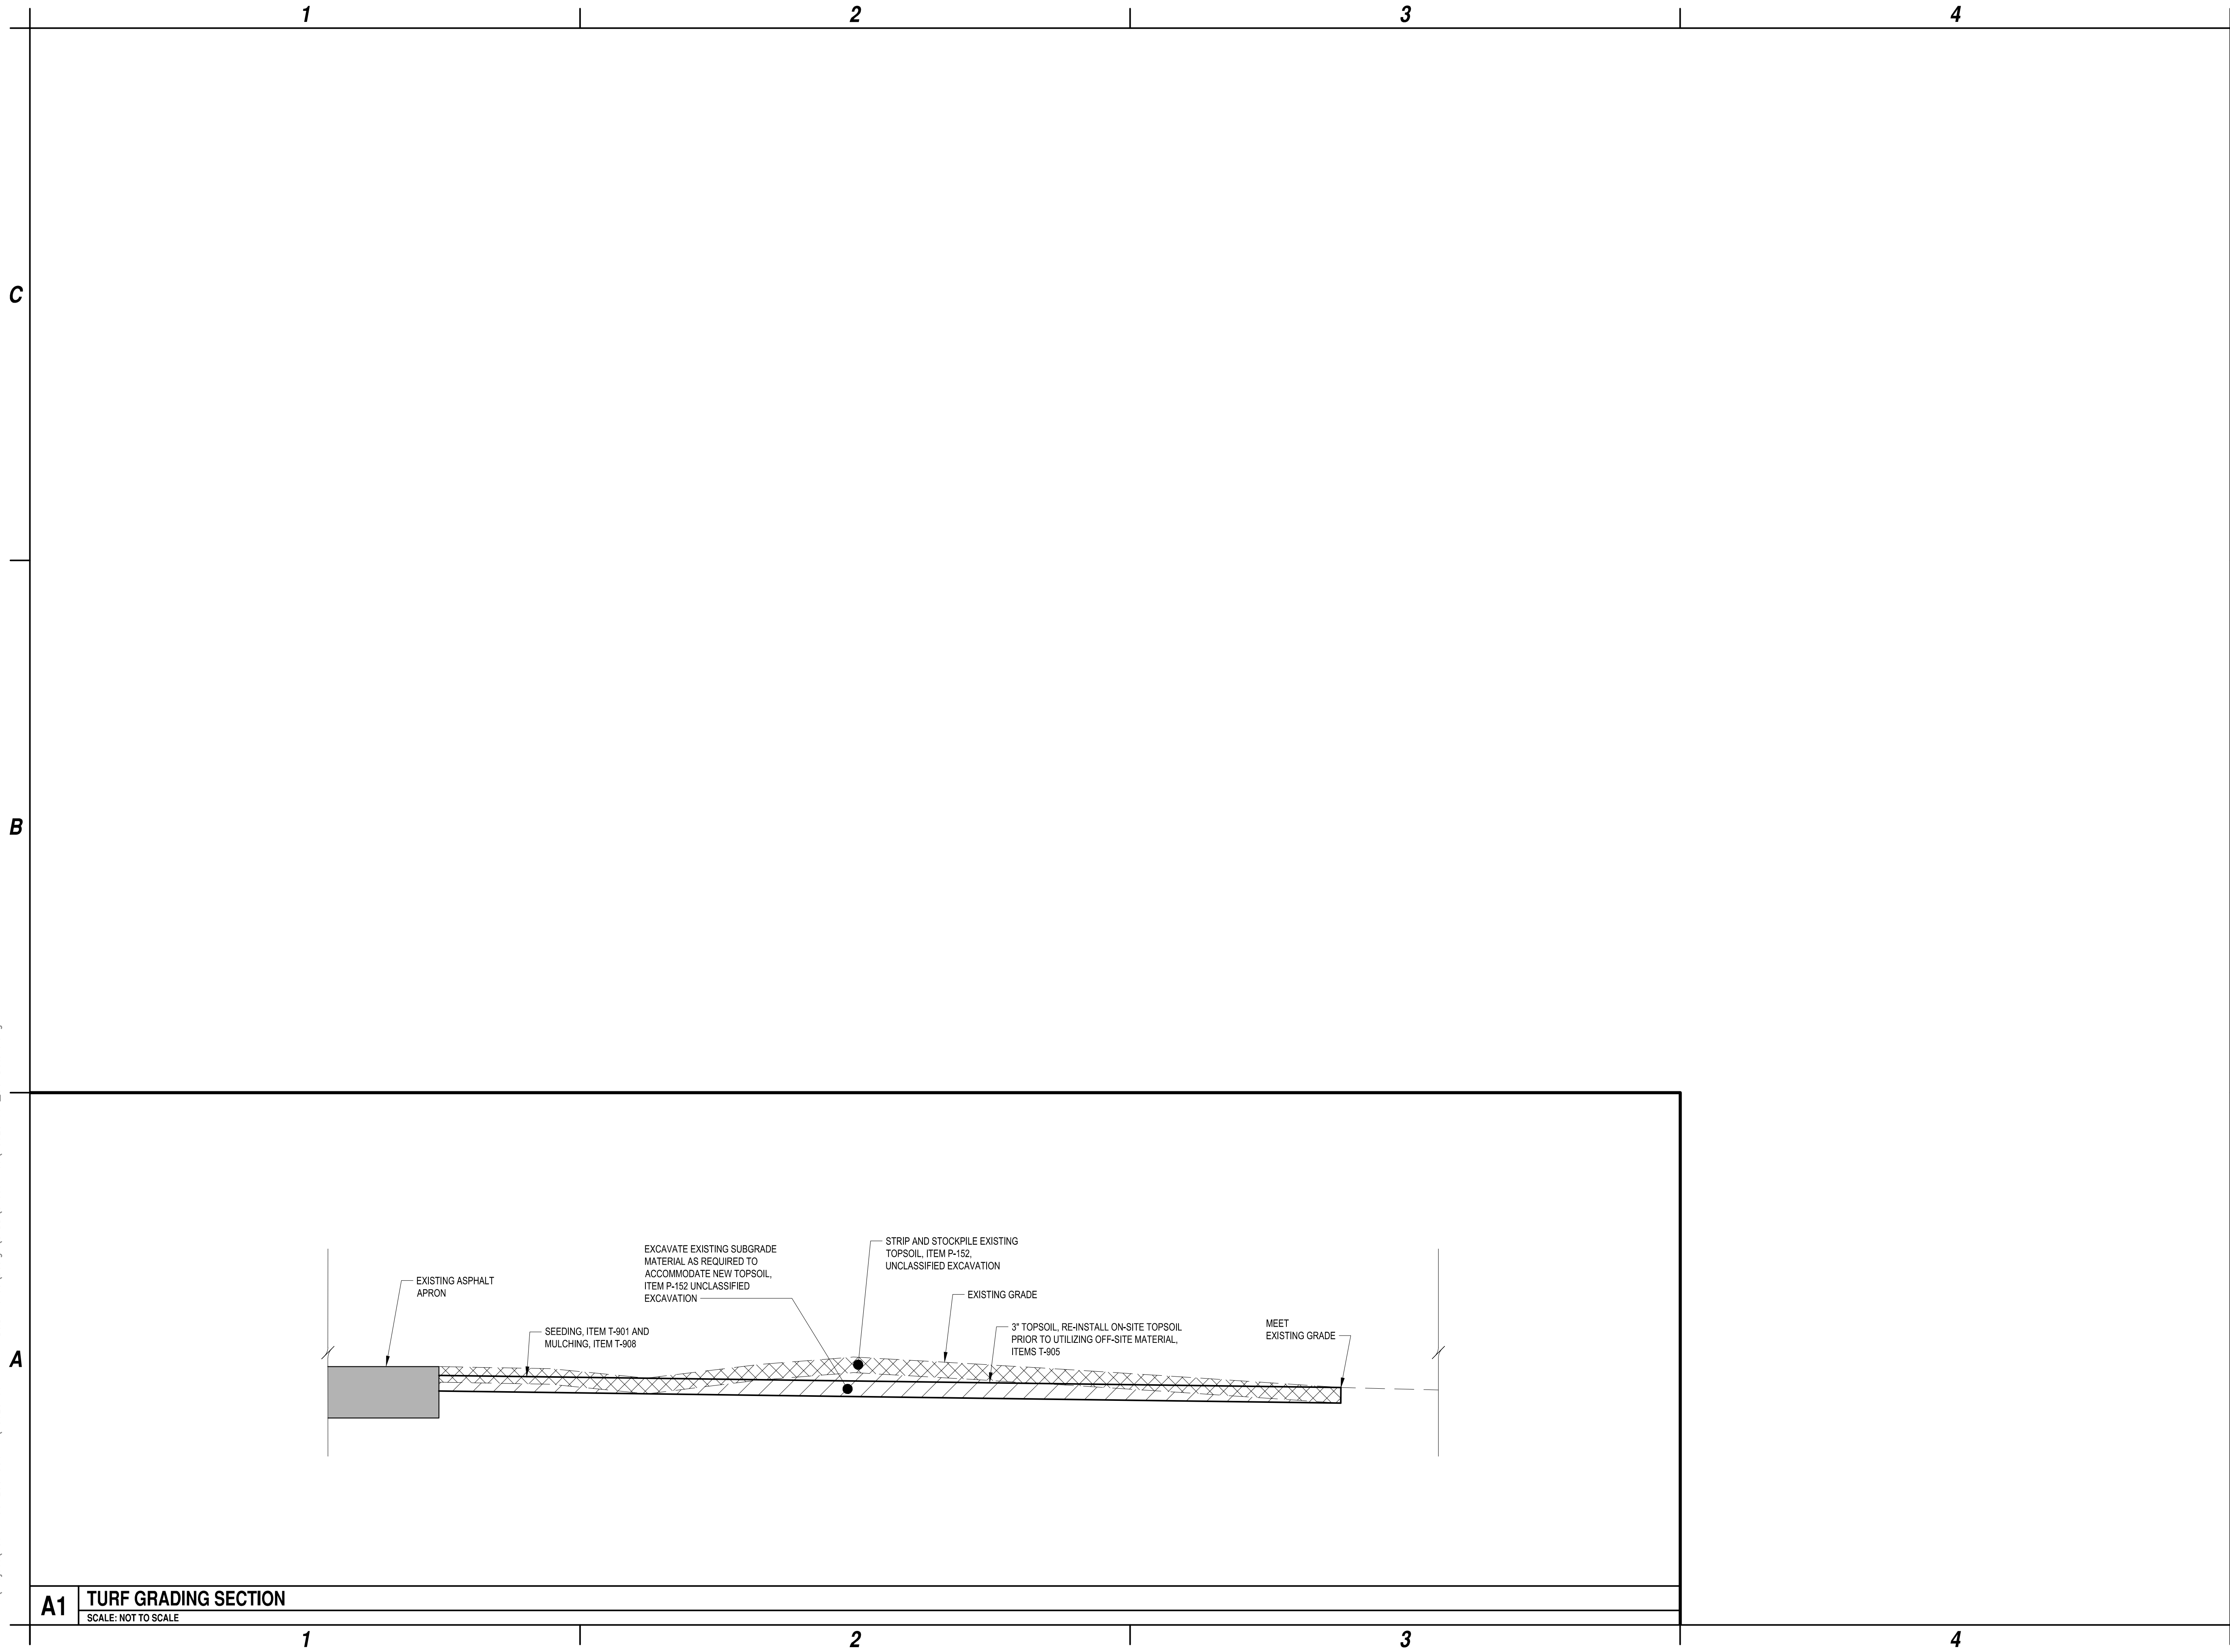 1 2 3 4
C
B
A
EXCAVATE EXISTING SUBGRADE
MATERIAL AS REQUIRED TO
ACCOMMODATE NEW TOPSOIL,
ITEM P-152 UNCLASSIFIED
EXCAVATION
STRIP AND STOCKPILE EXISTING
TOPSOIL, ITEM P-152,
UNCLASSIFIED EXCAVATION
EXISTING ASPHALT
APRON
EXISTING GRADE
SEEDING, ITEM T-901 AND
MULCHING, ITEM T-908
3" TOPSOIL, RE-INSTALL ON-SITE TOPSOIL
PRIOR TO UTILIZING OFF-SITE MATERIAL,
ITEMS T-905
MEET
EXISTING GRADE
A1
TURF GRADING SECTION
SCALE: NOT TO SCALE
1 2 3 4